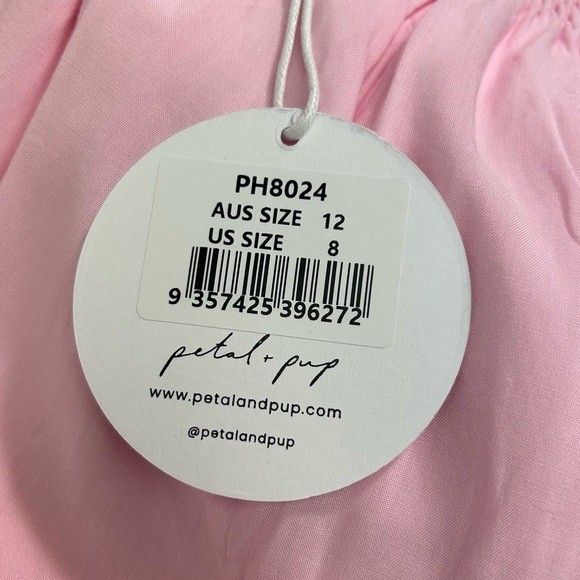 PH8024
AUS SIZE 12
US SIZE 8
9 357425 396272
petal + pup
www.petalandpup.com
@petalandpup